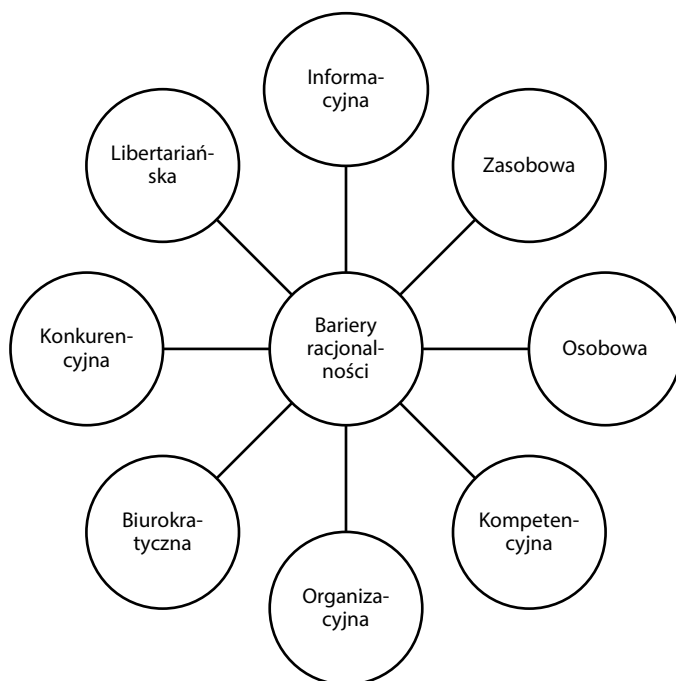 Informa-
cyjna
Libertariań-
ska
Zasobowa
Konkuren-
cyjna
Bariery
racjonal-
ności
Osobowa
Biurokra-
tyczna
Kompeten-
cyjna
Organiza-
cyjna